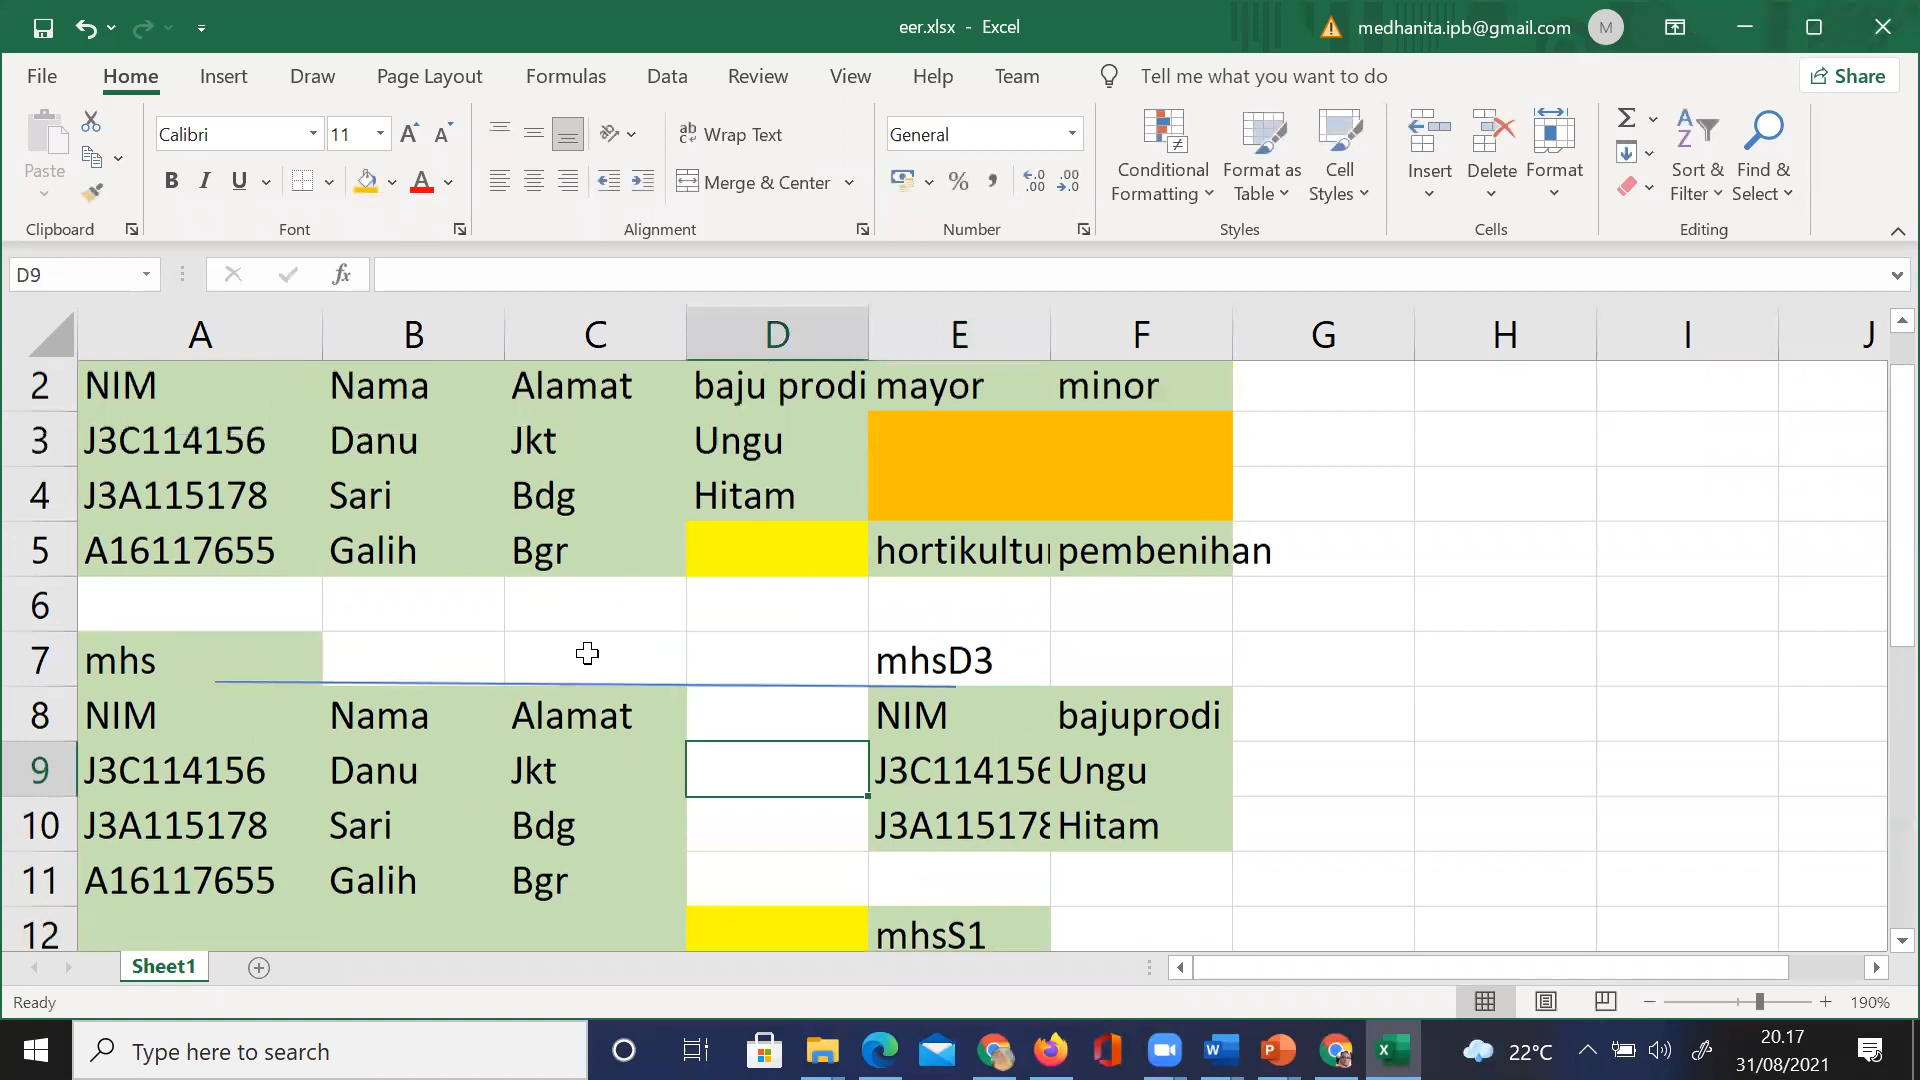 eer.xlsx - Excel
medhanita.ipb@gmail.com M
File Home Insert Draw Page Layout Formulas Data Review View Help Team Tell me what you want to do Share
Paste
Clipboard
Calibri 11
B I U
Font
Wrap Text
Merge & Center
Alignment
General
Number
Conditional
Formatting
Format as
Table
Cell
Styles
Styles
Insert
Delete
Format
Cells
Sort &
Filter
Find &
Select
Editing
D9 fx
A B C D E F G H I J
2 NIM Nama Alamat baju prodi mayor minor
3 J3C114156 Danu Jkt Ungu
4 J3A115178 Sari Bdg Hitam
5 A16117655 Galih Bgr hortikultur pembenihan
6
7 mhs mhsD3
8 NIM Nama Alamat NIM bajuprodi
9 J3C114156 Danu Jkt J3C114156 Ungu
10 J3A115178 Sari Bdg J3A115178 Hitam
11 A16117655 Galih Bgr
12 mhsS1
Sheet1
Ready 190%
Type here to search
22°C
20.17
31/08/2021